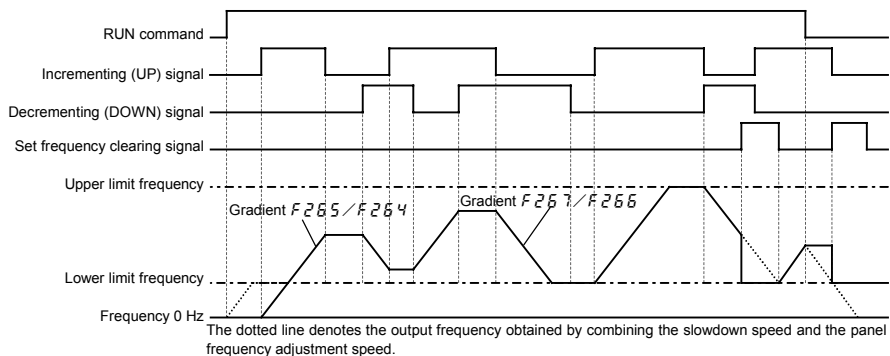 RUN command
Incrementing (UP) signal
Decrementing (DOWN) signal
Set frequency clearing signal
Upper limit frequency
Gradient F265/F264
Gradient F267/F266
Lower limit frequency
Frequency 0 Hz
The dotted line denotes the output frequency obtained by combining the slowdown speed and the panel
frequency adjustment speed.